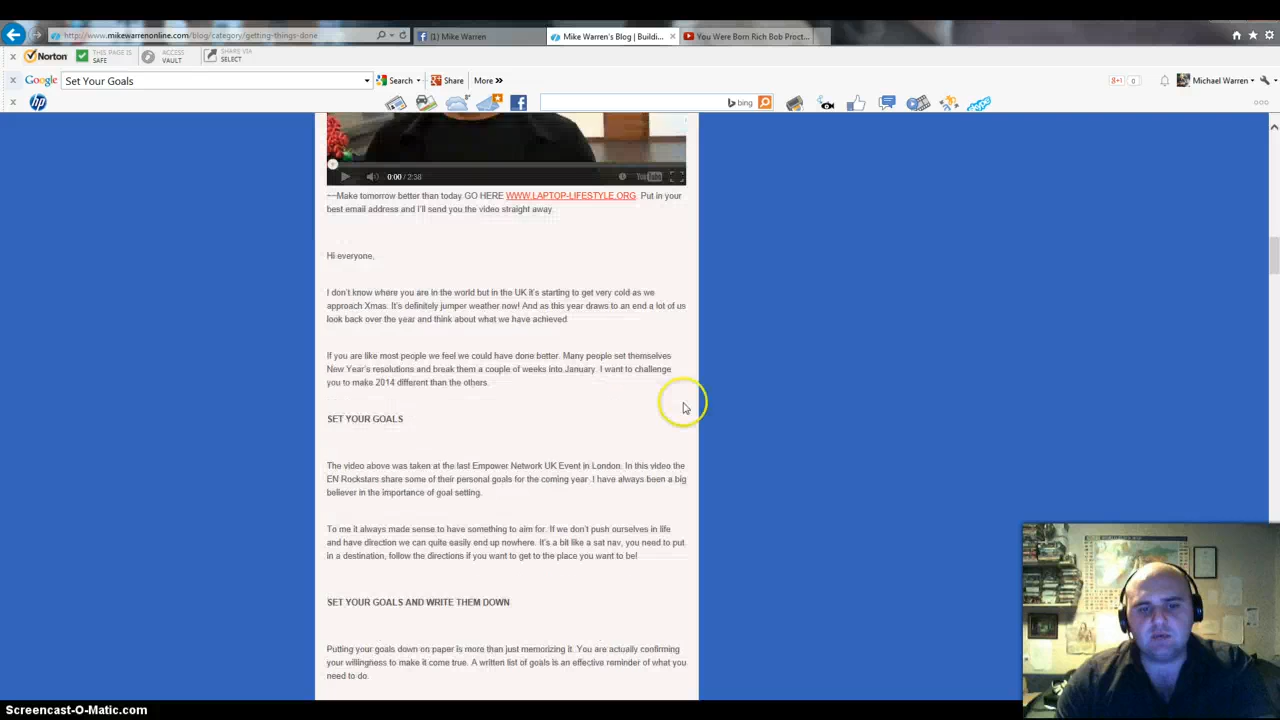 http://www.mikewarrenonline.com/blog/category/getting-things-done
(1) Mike Warren
Mike Warren's Blog | Buildi...
You Were Born Rich Bob Proct...
x Norton
THIS PAGE IS SAFE
ACCESS VAULT
SHARE VIA SELECT
x Google
Set Your Goals
Search
Share
More »
g+1 0
Michael Warren
x hp
bing
0:00 / 2:38
YouTube
~~Make tomorrow better than today GO HERE WWW.LAPTOP-LIFESTYLE.ORG. Put in your
best email address and I'll send you the video straight away.
Hi everyone,
I don't know where you are in the world but in the UK it's starting to get very cold as we
approach Xmas. It's definitely jumper weather now! And as this year draws to an end a lot of us
look back over the year and think about what we have achieved
If you are like most people we feel we could have done better. Many people set themselves
New Year's resolutions and break them a couple of weeks into January. I want to challenge
you to make 2014 different than the others.
SET YOUR GOALS
The video above was taken at the last Empower Network UK Event in London. In this video the
EN Rockstars share some of their personal goals for the coming year .I have always been a big
believer in the importance of goal setting.
To me it always made sense to have something to aim for. If we don't push ourselves in life
and have direction we can quite easily end up nowhere. It's a bit like a sat nav, you need to put
in a destination, follow the directions if you want to get to the place you want to be!
SET YOUR GOALS AND WRITE THEM DOWN
Putting your goals down on paper is more than just memorizing it .You are actually confirming
your willingness to make it come true. A written list of goals is an effective reminder of what you
need to do.
Screencast-O-Matic.com